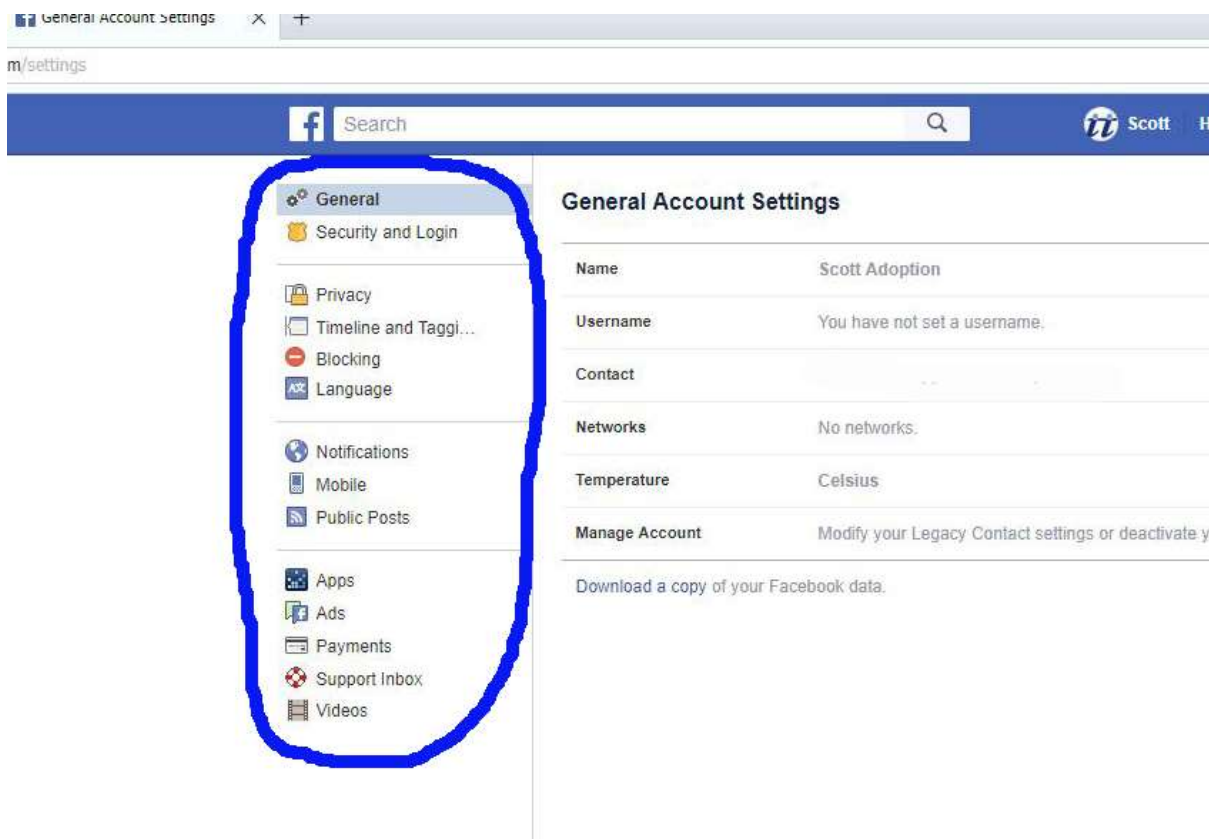 General Account Settings
m/settings
Search
Scott
H
General
Security and Login
Privacy
Timeline and Taggi...
Blocking
Language
Notifications
Mobile
Public Posts
Apps
Ads
Payments
Support Inbox
Videos
General Account Settings
Name Scott Adoption
Username You have not set a username.
Contact
Networks No networks.
Temperature Celsius
Manage Account Modify your Legacy Contact settings or deactivate y
Download a copy of your Facebook data.